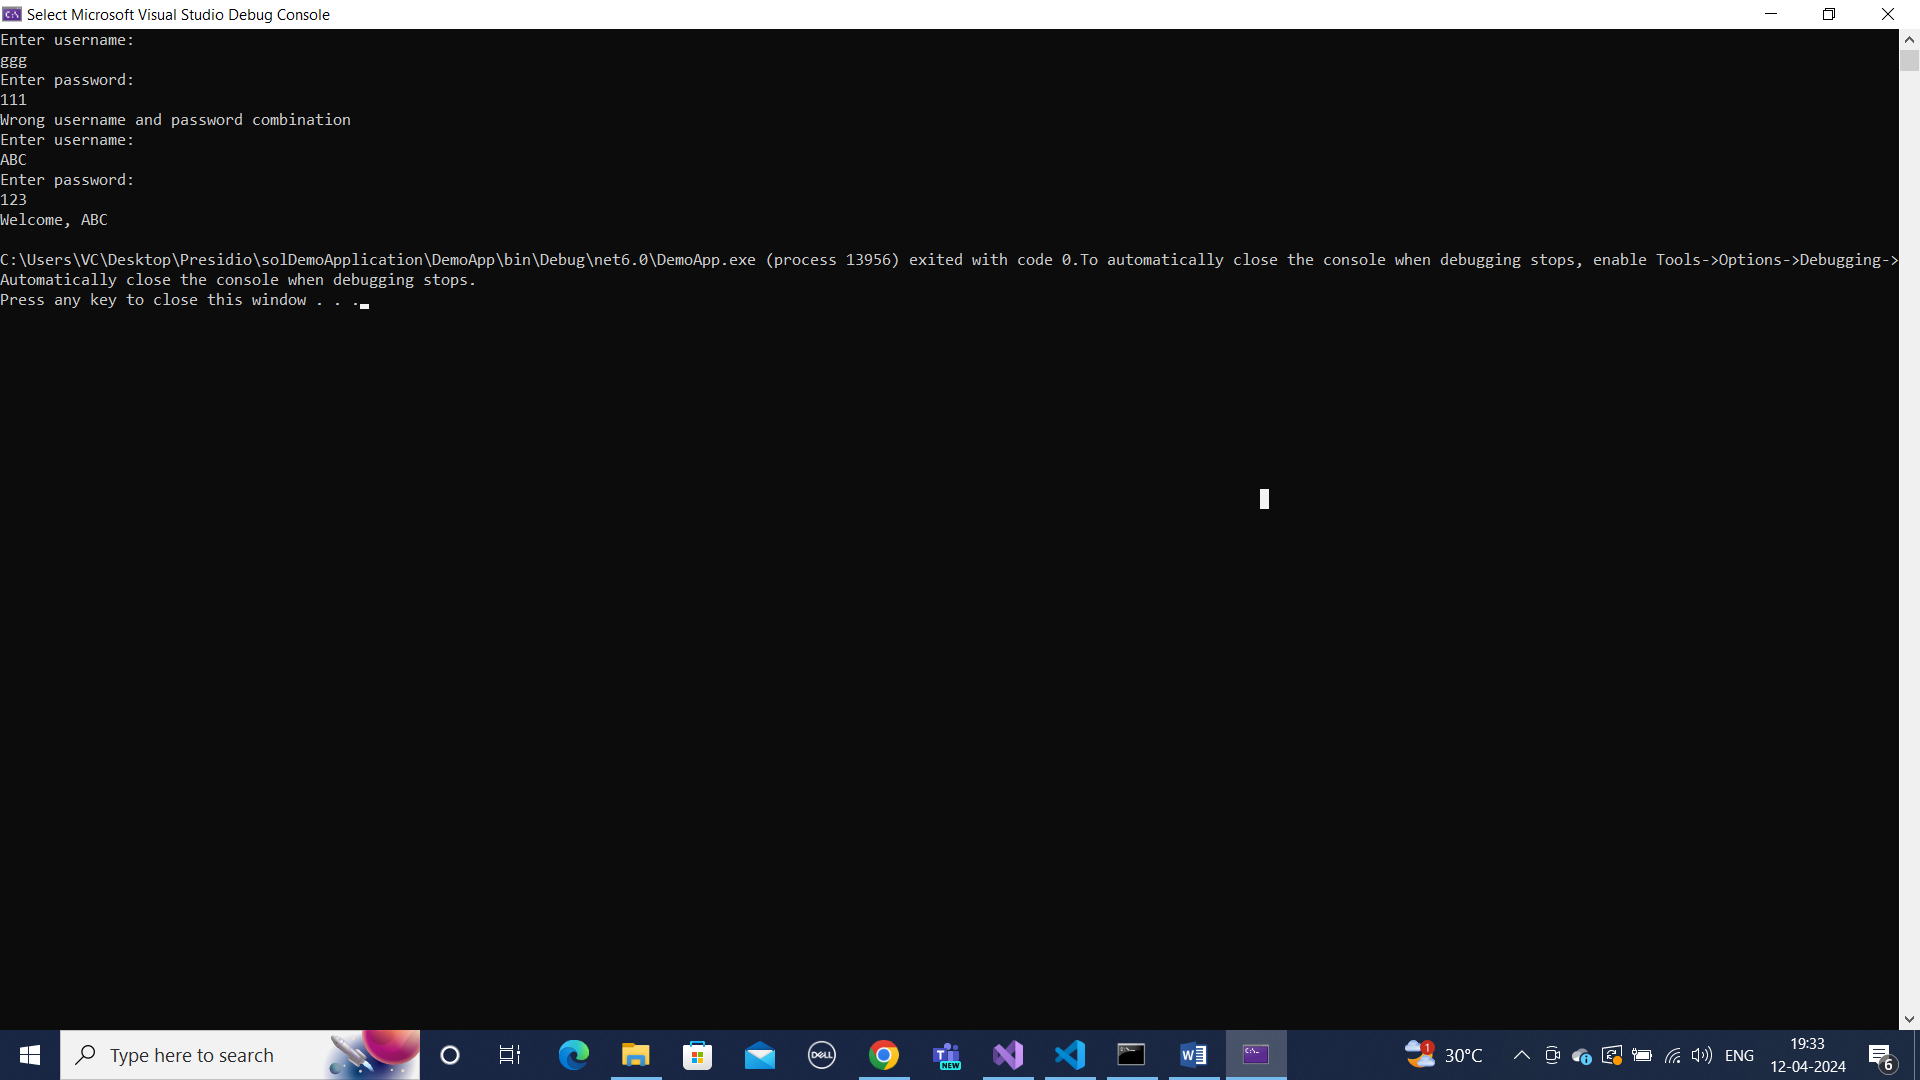 Select Microsoft Visual Studio Debug Console
Enter username:
ggg
Enter password:
111
Wrong username and password combination
Enter username:
ABC
Enter password:
123
Welcome, ABC
C:\Users\VC\Desktop\Presidio\solDemoApplication\DemoApp\bin\Debug\net6.0\DemoApp.exe (process 13956) exited with code 0.To automatically close the console when debugging stops, enable Tools->Options->Debugging->
Automatically close the console when debugging stops.
Press any key to close this window . . .
Type here to search
DELL
NEW
1
30°C
ENG
19:33
12-04-2024
6